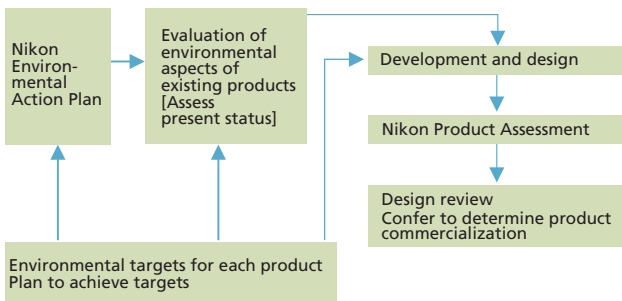 Nikon
Environ-
mental
Action Plan
Evaluation of
environmental
aspects of
existing products
[Assess
present status]
Development and design
Nikon Product Assessment
Design review
Confer to determine product
commercialization
Environmental targets for each product
Plan to achieve targets